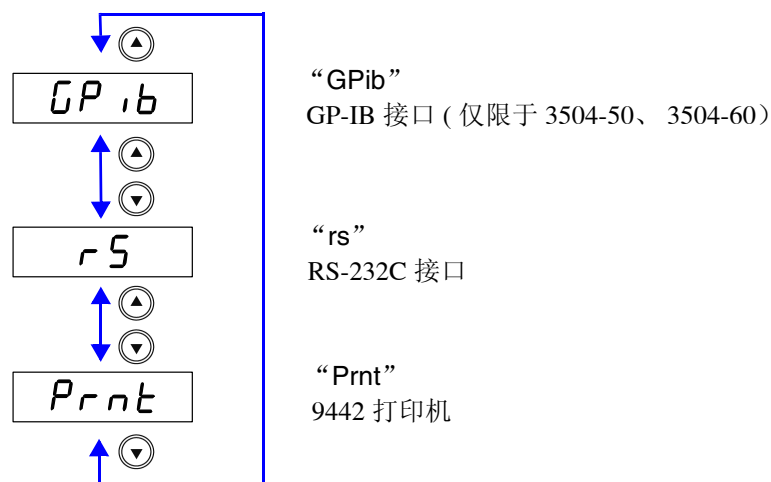 GPib
“GPib”
GP-IB 接口 ( 仅限于 3504-50、 3504-60）
rS
“rs”
RS-232C 接口
Prnt
“Prnt”
9442 打印机